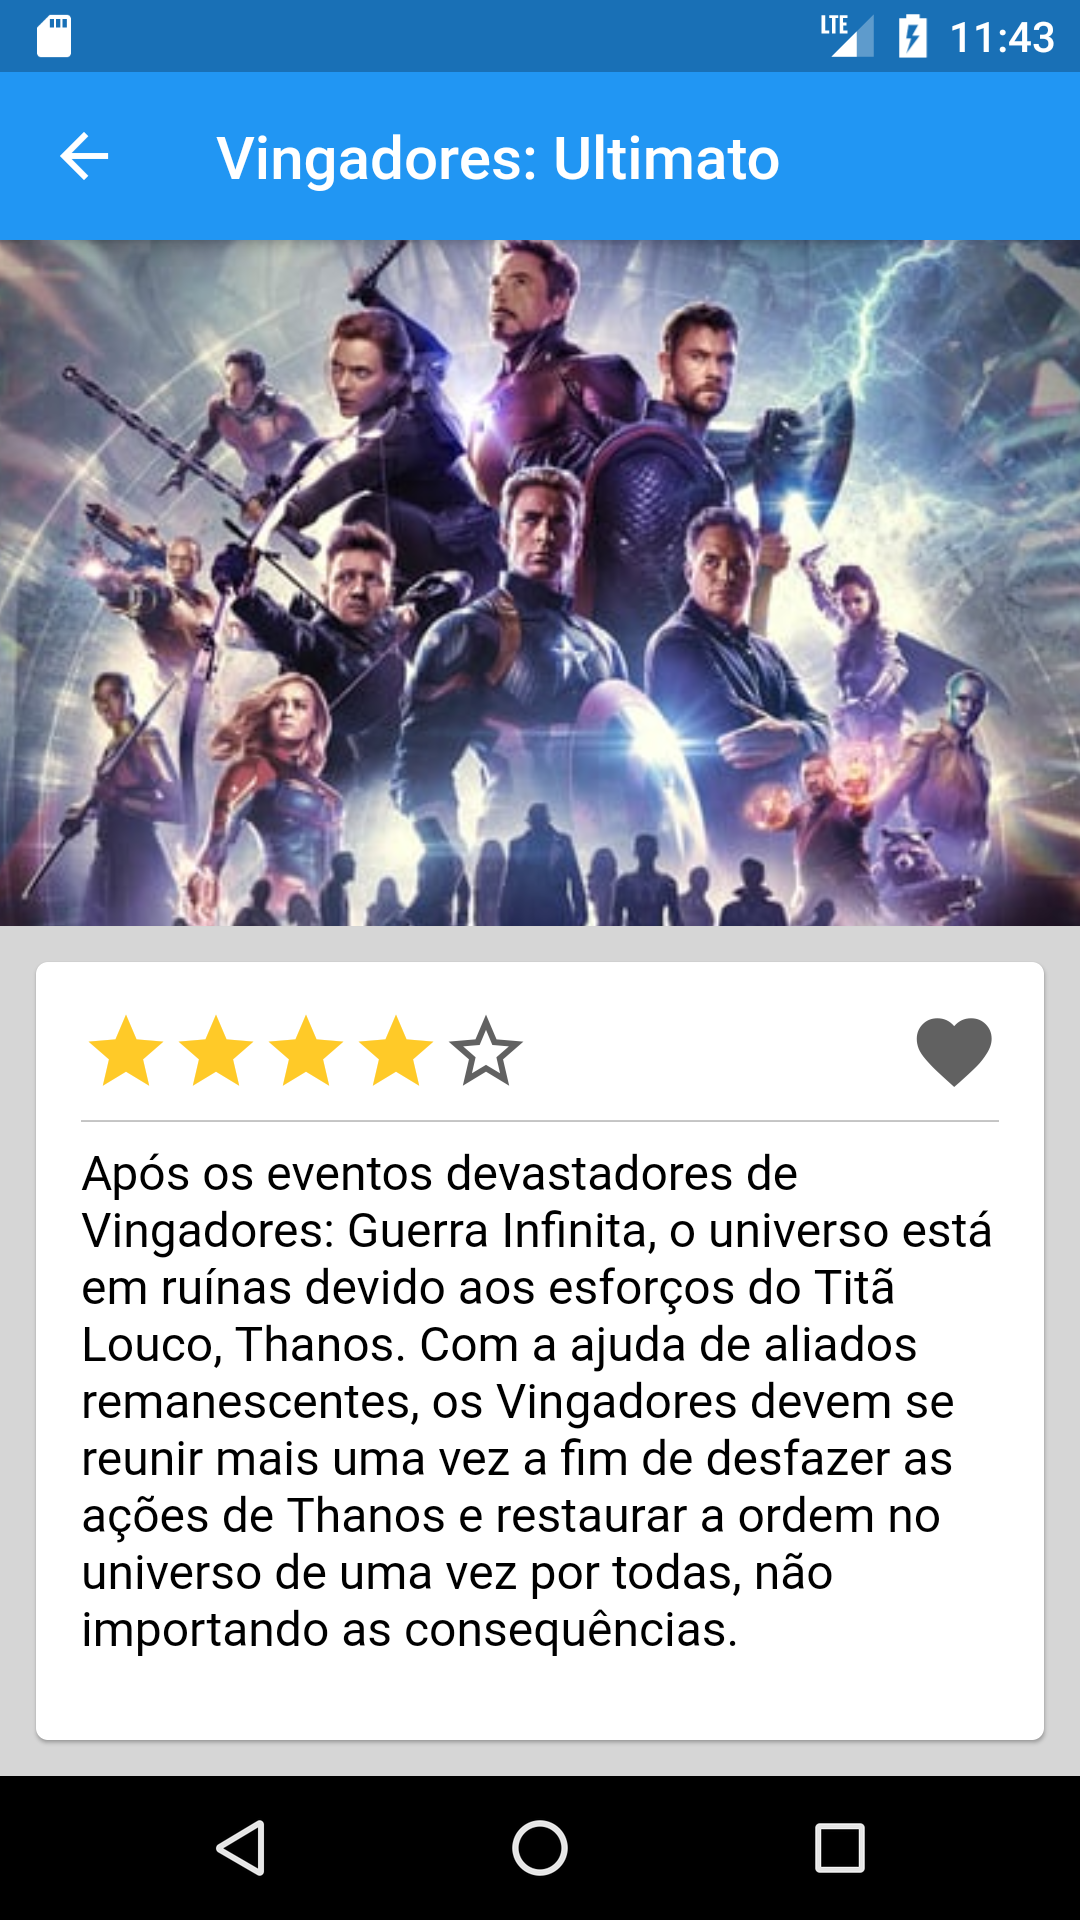 LTE 11:43
Vingadores: Ultimato
Após os eventos devastadores de
Vingadores: Guerra Infinita, o universo está
em ruínas devido aos esforços do Titã
Louco, Thanos. Com a ajuda de aliados
remanescentes, os Vingadores devem se
reunir mais uma vez a fim de desfazer as
ações de Thanos e restaurar a ordem no
universo de uma vez por todas, não
importando as consequências.